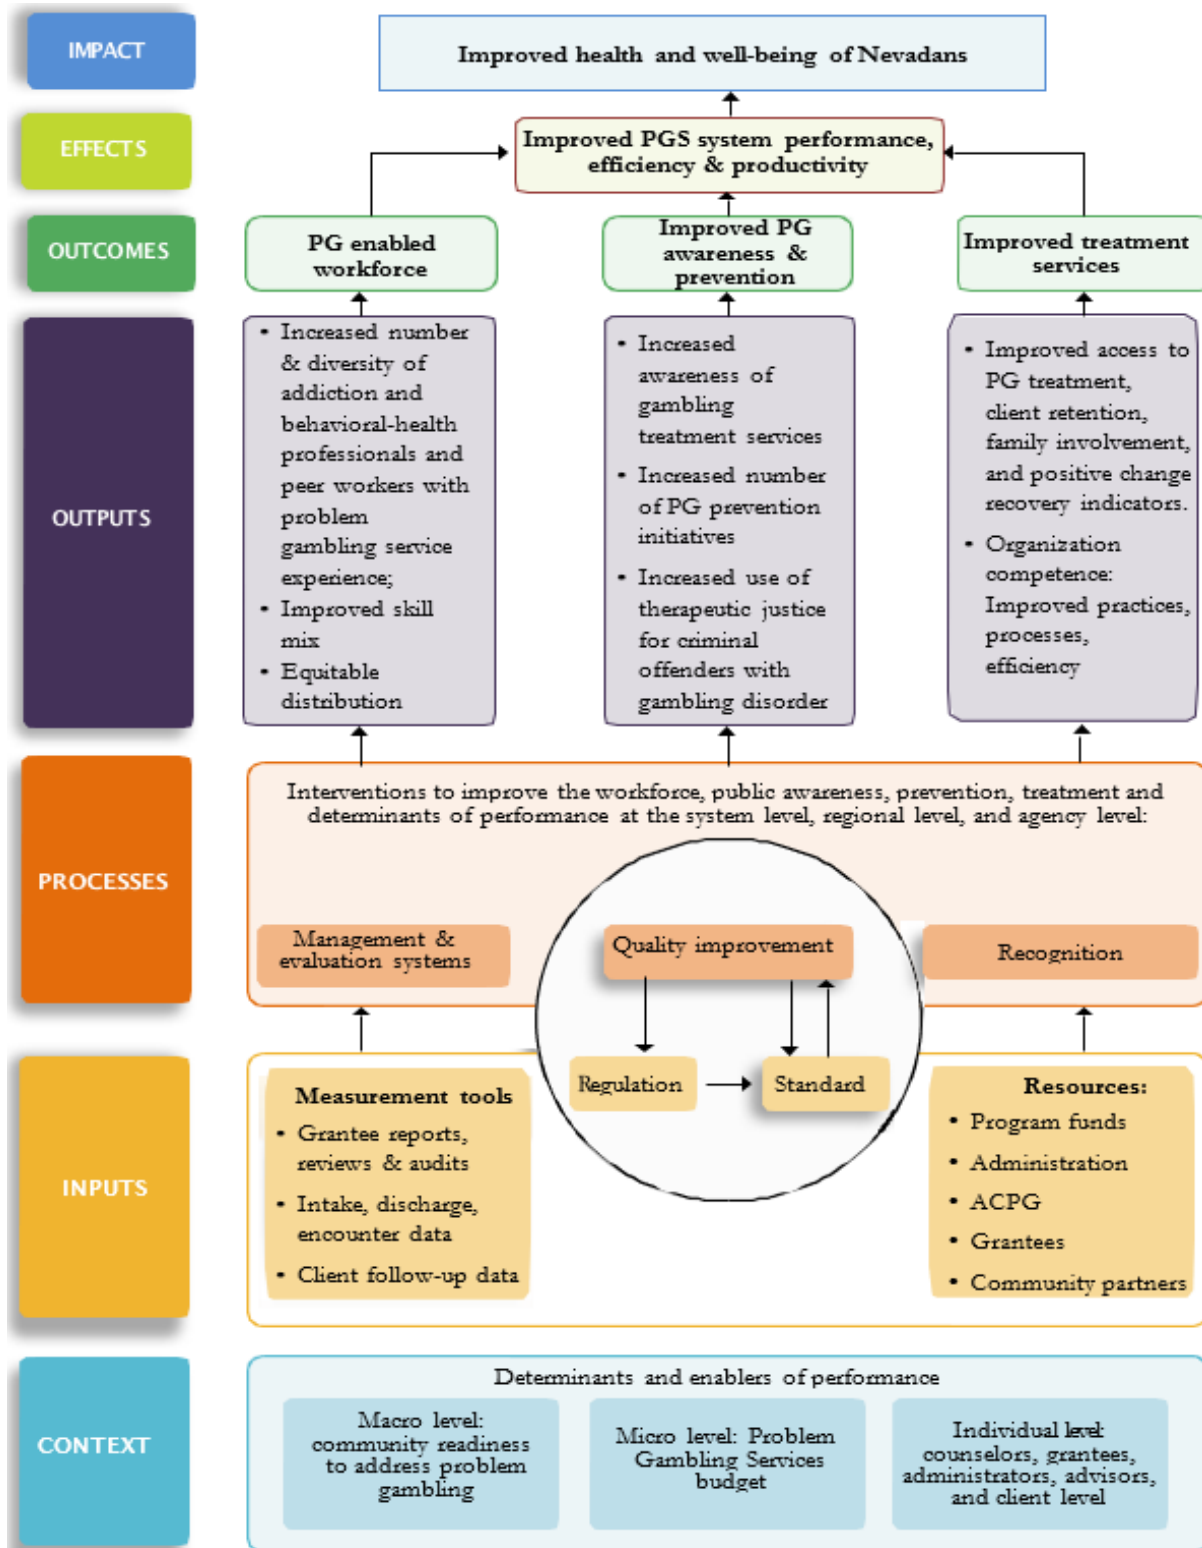 IMPACT
Improved health and well-being of Nevadans
EFFECTS
Improved PGS system performance,
efficiency & productivity
OUTCOMES
PG enabled
workforce
Improved PG
awareness &
prevention
Improved treatment
services
OUTPUTS
• Increased number
& diversity of
addiction and
behavioral-health
professionals and
peer workers with
problem
gambling service
experience;
• Improved skill
mix
• Equitable
distribution
• Increased
awareness of
gambling
treatment services
• Increased number
of PG prevention
initiatives
• Increased use of
therapeutic justice
for criminal
offenders with
gambling disorder
• Improved access to
PG treatment,
client retention,
family involvement,
and positive change
recovery indicators.
• Organization
competence:
Improved practices,
processes,
efficiency
PROCESSES
Interventions to improve the workforce, public awareness, prevention, treatment and
determinants of performance at the system level, regional level, and agency level:
Management &
evaluation systems
Quality improvement
Recognition
Regulation
Standard
INPUTS
Measurement tools
• Grantee reports,
reviews & audits
• Intake, discharge,
encounter data
• Client follow-up data
Resources:
• Program funds
• Administration
• ACPG
• Grantees
• Community partners
CONTEXT
Determinants and enablers of performance
Macro level:
community readiness
to address problem
gambling
Micro level: Problem
Gambling Services
budget
Individual level:
counselors, grantees,
administrators, advisors,
and client level